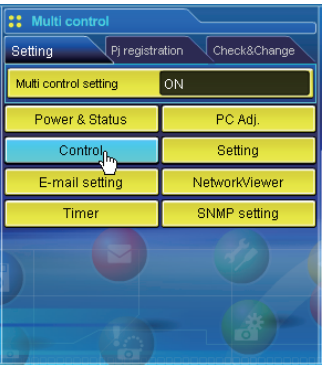 Multi control
Setting Pj registration Check&Change
Multi control setting ON
Power & Status PC Adj.
Control Setting
E-mail setting NetworkViewer
Timer SNMP setting